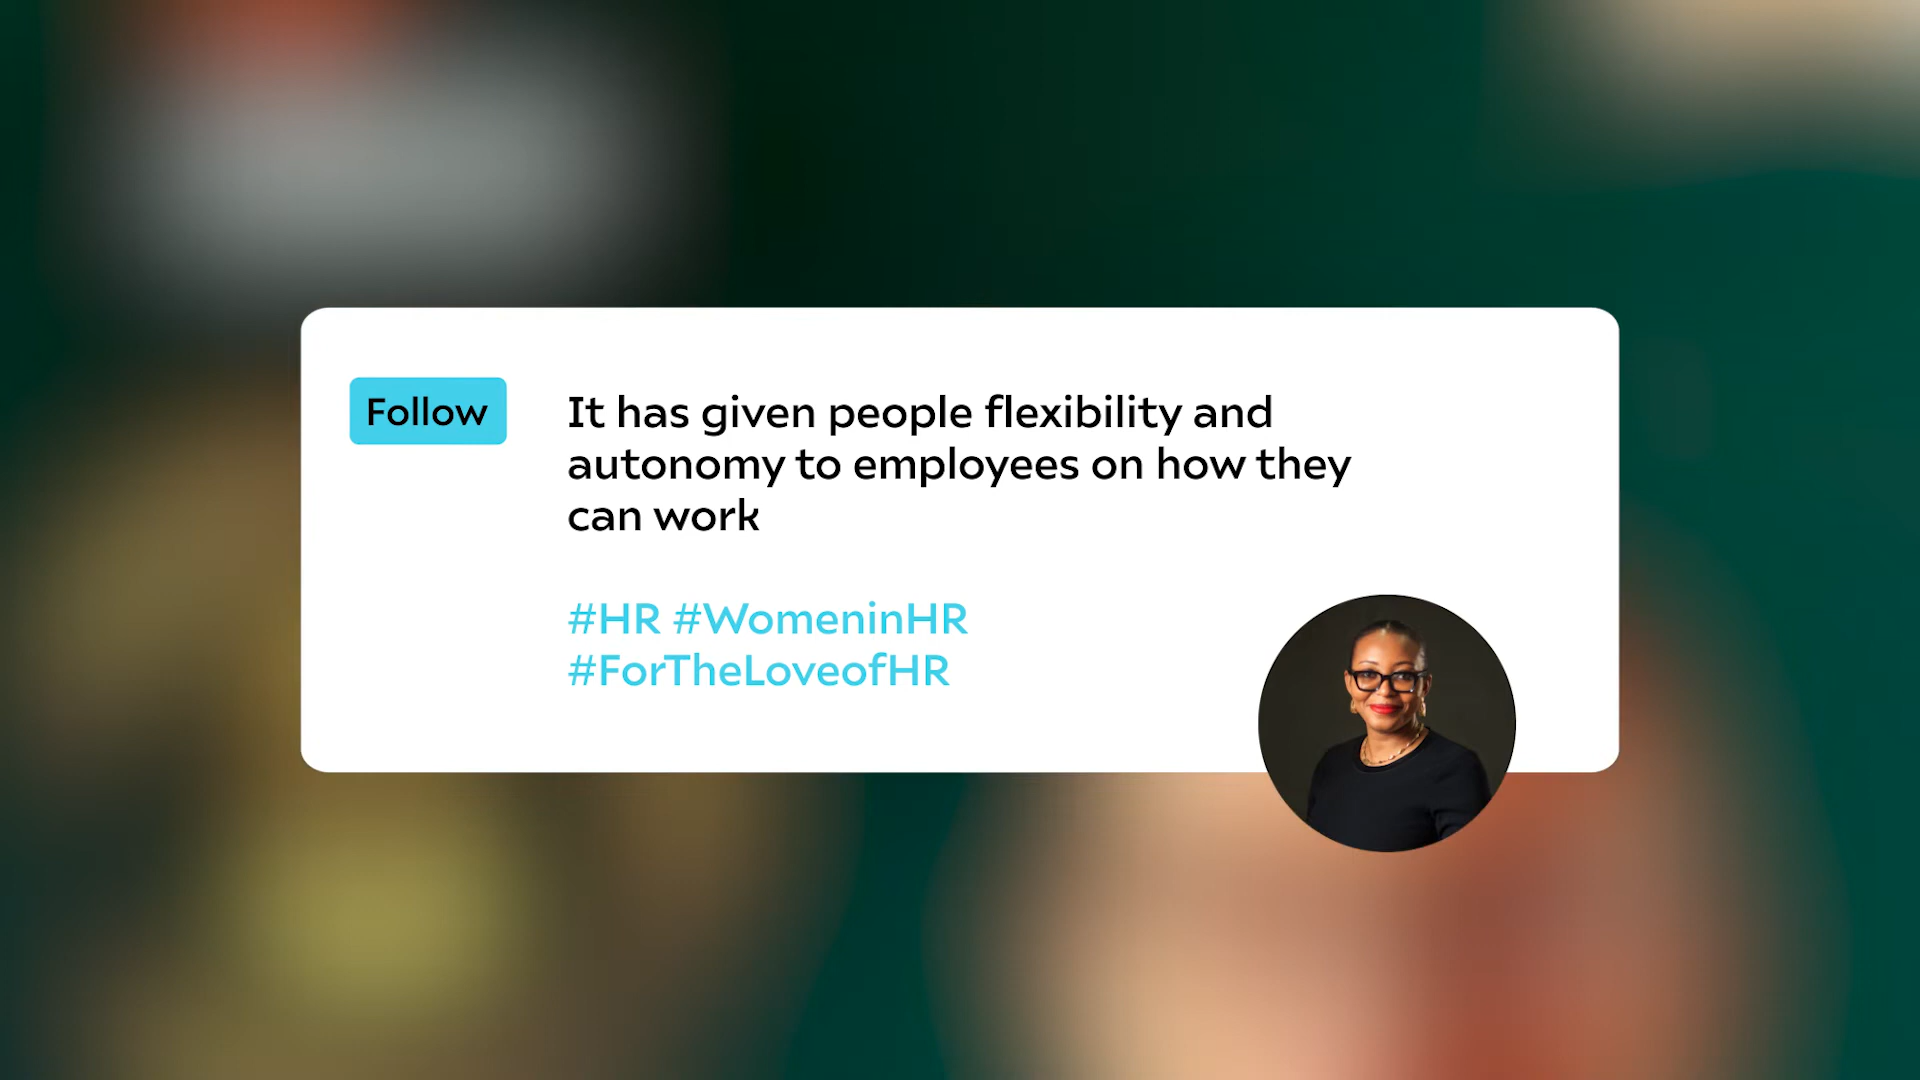 Follow
It has given people flexibility and
autonomy to employees on how they
can work
#HR #WomeninHR
#ForTheLoveofHR